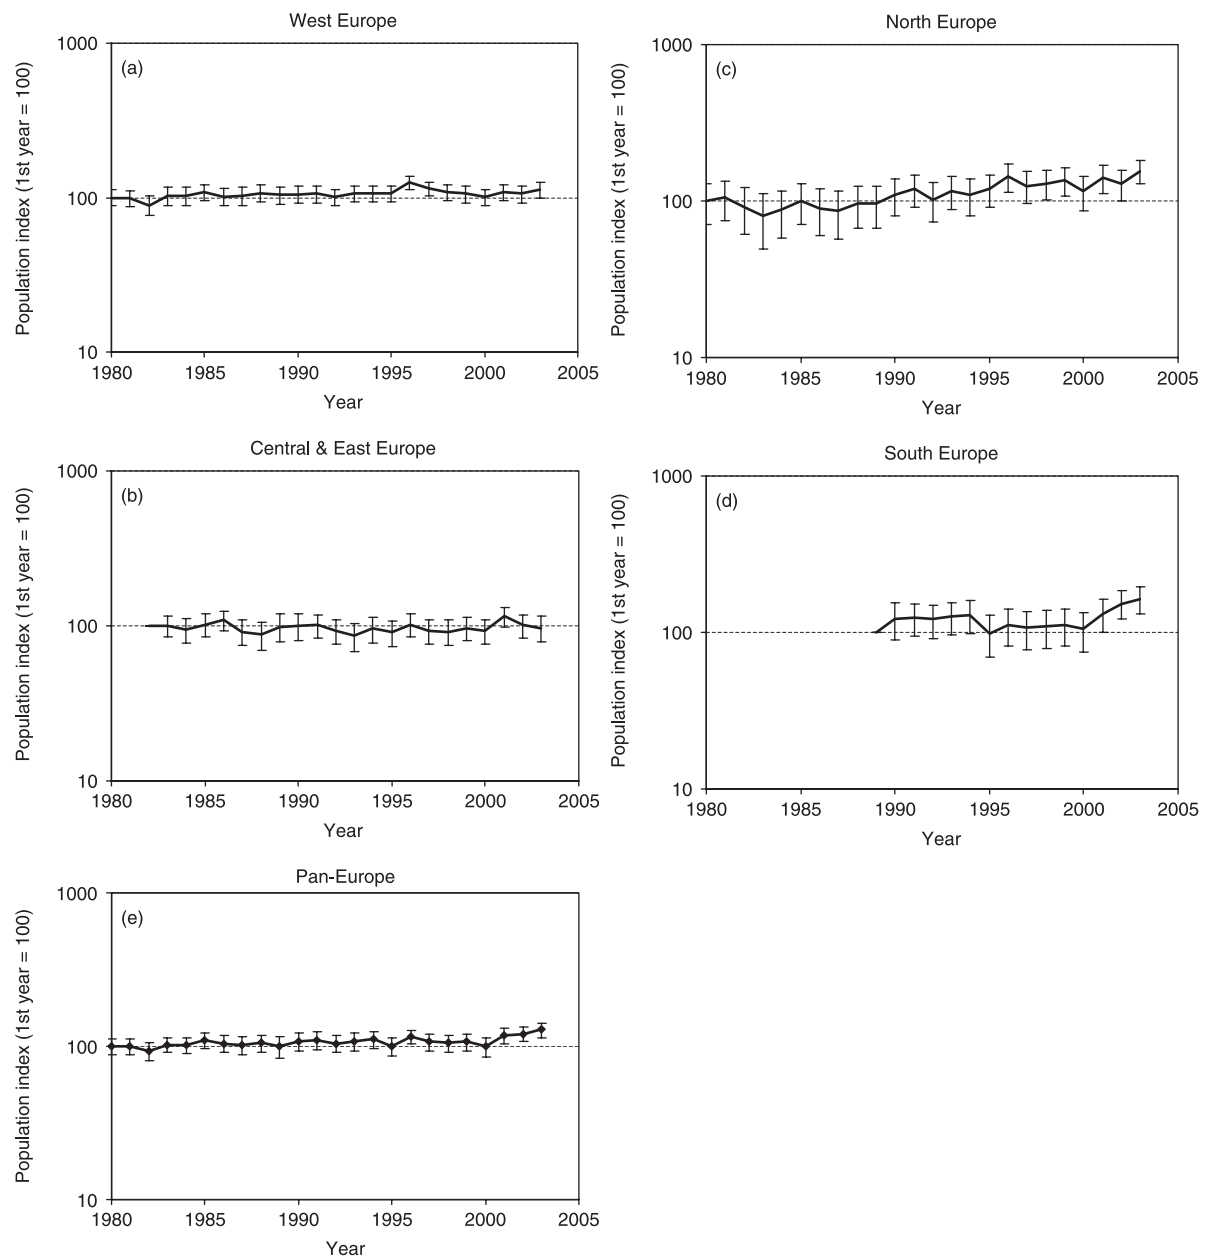 West Europe
1000
(a)
100
10
1980 1985 1990 1995 2000 2005
Year
Population index (1st year = 100)
North Europe
1000
(c)
100
10
1980 1985 1990 1995 2000 2005
Year
Population index (1st year = 100)
Central & East Europe
1000
(b)
100
10
1980 1985 1990 1995 2000 2005
Year
Population index (1st year = 100)
South Europe
1000
(d)
100
10
1980 1985 1990 1995 2000 2005
Year
Population index (1st year = 100)
Pan-Europe
1000
(e)
100
10
1980 1985 1990 1995 2000 2005
Year
Population index (1st year = 100)